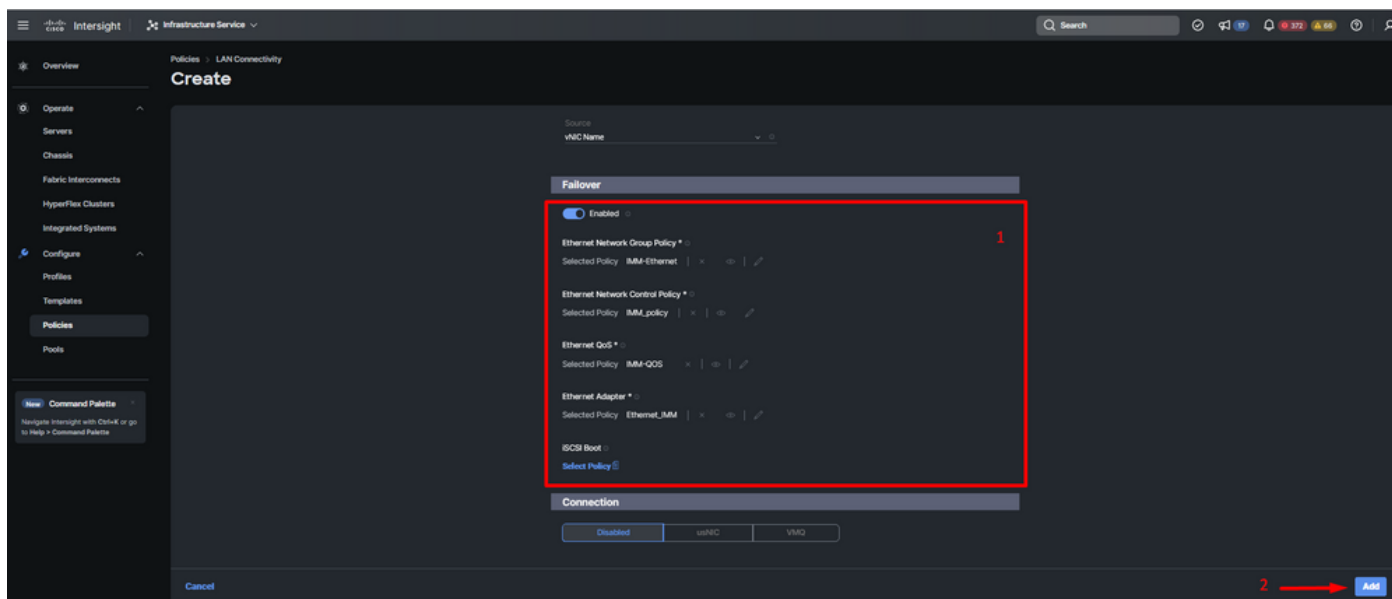 CISCO Intersight Infrastructure Service Search 17 372 66
Overview
Policies > LAN Connectivity
Create
Operate
Servers
Chassis
Fabric Interconnects
HyperFlex Clusters
Integrated Systems
Configure
Profiles
Templates
Policies
Pools
New Command Palette
Navigate Intersight with Ctrl+K or go
to Help > Command Palette
Source
vNIC Name
Failover
Enabled
1
Ethernet Network Group Policy *
Selected Policy IMM-Ethernet
Ethernet Network Control Policy *
Selected Policy IMM_policy
Ethernet QoS *
Selected Policy IMM-QOS
Ethernet Adapter *
Selected Policy Ethernet_IMM
iSCSI Boot
Select Policy
Connection
Disabled usNIC VMQ
Cancel 2 Add